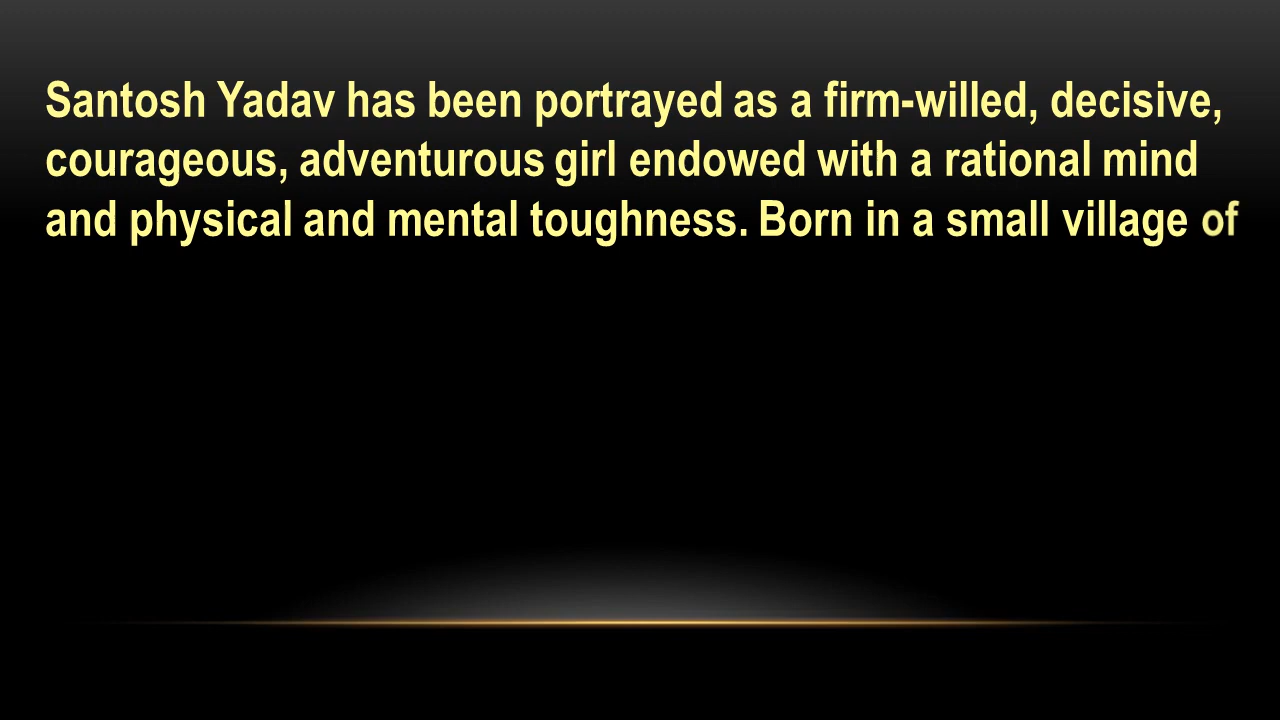 Santosh Yadav has been portrayed as a firm-willed, decisive,
courageous, adventurous girl endowed with a rational mind
and physical and mental toughness. Born in a small village of